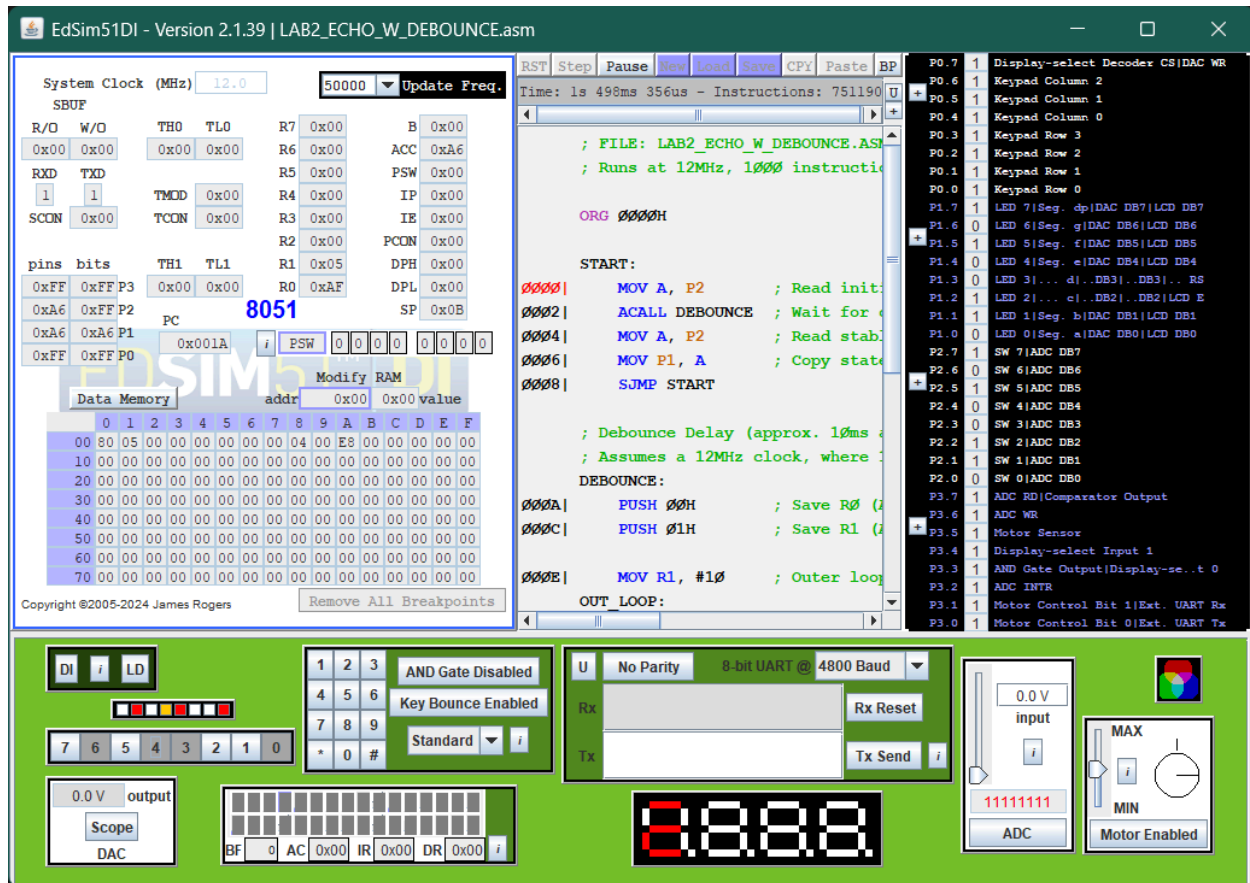 EdSim51DI - Version 2.1.39 | LAB2_ECHO_W_DEBOUNCE.asm
System Clock (MHz) 12.0 50000 Update Freq.
SBUF
R/O W/O TH0 TL0 R7 0x00 B 0x00
0x00 0x00 0x00 0x00 R6 0x00 ACC 0xA6
RXD TXD R5 0x00 PSW 0x00
1 1 TMOD 0x00 R4 0x00 IP 0x00
SCON 0x00 TCON 0x00 R3 0x00 IE 0x00
R2 0x00 PCON 0x00
pins bits TH1 TL1 R1 0x05 DPH 0x00
0xFF 0xFF P3 0x00 0x00 R0 0xAF DPL 0x00
0xA6 0xFF P2 8051 SP 0x0B
0xA6 0xA6 P1 PC 0x001A i PSW 0 0 0 0 0 0 0 0
0xFF 0xFF P0
EDSIM51DI
Modify RAM
Data Memory addr 0x00 0x00 value
0 1 2 3 4 5 6 7 8 9 A B C D E F
00 80 05 00 00 00 00 00 00 04 00 E8 00 00 00 00 00
10 00 00 00 00 00 00 00 00 00 00 00 00 00 00 00 00
20 00 00 00 00 00 00 00 00 00 00 00 00 00 00 00 00
30 00 00 00 00 00 00 00 00 00 00 00 00 00 00 00 00
40 00 00 00 00 00 00 00 00 00 00 00 00 00 00 00 00
50 00 00 00 00 00 00 00 00 00 00 00 00 00 00 00 00
60 00 00 00 00 00 00 00 00 00 00 00 00 00 00 00 00
70 00 00 00 00 00 00 00 00 00 00 00 00 00 00 00 00
Copyright ©2005-2024 James Rogers Remove All Breakpoints
RST Step Pause New Load Save CPY Paste BP
Time: 1s 498ms 356us - Instructions: 751190 U
+
; FILE: LAB2_ECHO_W_DEBOUNCE.ASM
; Runs at 12MHz, 1000 instructi
ORG 0000H
START:
0000| MOV A, P2 ; Read init
0002| ACALL DEBOUNCE ; Wait for
0004| MOV A, P2 ; Read stab
0006| MOV P1, A ; Copy stat
0008| SJMP START
; Debounce Delay (approx. 10ms
; Assumes a 12MHz clock, where
DEBOUNCE:
000A| PUSH 00H ; Save R0
000C| PUSH 01H ; Save R1
000E| MOV R1, #10 ; Outer loop
OUT_LOOP:
P0.7 1 Display-select Decoder CS|DAC WR
P0.6 1 Keypad Column 2
+ P0.5 1 Keypad Column 1
P0.4 1 Keypad Column 0
P0.3 1 Keypad Row 3
P0.2 1 Keypad Row 2
P0.1 1 Keypad Row 1
P0.0 1 Keypad Row 0
P1.7 1 LED 7|Seg. dp|DAC DB7|LCD DB7
P1.6 0 LED 6|Seg. g|DAC DB6|LCD DB6
+ P1.5 1 LED 5|Seg. f|DAC DB5|LCD DB5
P1.4 0 LED 4|Seg. e|DAC DB4|LCD DB4
P1.3 0 LED 3|... d|..DB3|..DB3|.. RS
P1.2 1 LED 2|... c|..DB2|..DB2|LCD E
P1.1 1 LED 1|Seg. b|DAC DB1|LCD DB1
P1.0 0 LED 0|Seg. a|DAC DB0|LCD DB0
P2.7 1 SW 7|ADC DB7
P2.6 0 SW 6|ADC DB6
+ P2.5 1 SW 5|ADC DB5
P2.4 0 SW 4|ADC DB4
P2.3 0 SW 3|ADC DB3
P2.2 1 SW 2|ADC DB2
P2.1 1 SW 1|ADC DB1
P2.0 0 SW 0|ADC DB0
P3.7 1 ADC RD|Comparator Output
P3.6 1 ADC WR
+ P3.5 1 Motor Sensor
P3.4 1 Display-select Input 1
P3.3 1 AND Gate Output|Display-se..t 0
P3.2 1 ADC INTR
P3.1 1 Motor Control Bit 1|Ext. UART Rx
P3.0 1 Motor Control Bit 0|Ext. UART Tx
DI i LD
7 6 5 4 3 2 1 0
0.0 V output
Scope
DAC
1 2 3 AND Gate Disabled
4 5 6 Key Bounce Enabled
7 8 9 Standard i
* 0 #
BF 0 AC 0x00 IR 0x00 DR 0x00 i
U No Parity 8-bit UART @ 4800 Baud
Rx Rx Reset
Tx Tx Send i
0.0 V
input
i
11111111
ADC
MAX
i
MIN
Motor Enabled